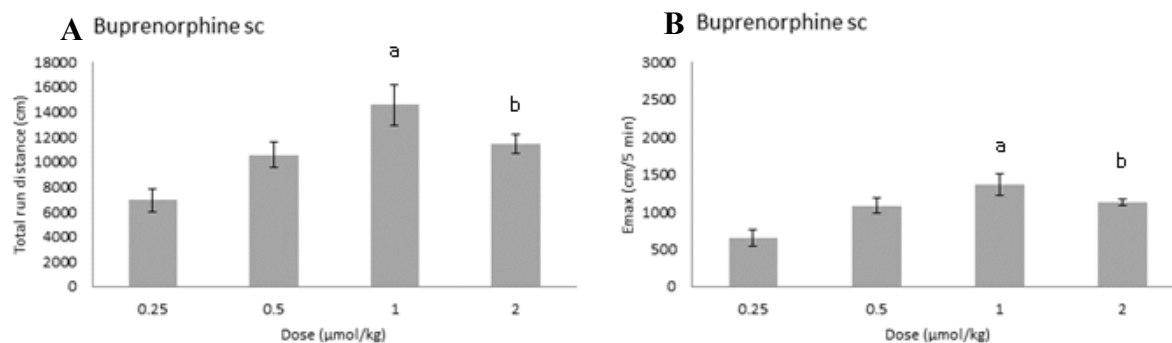 A Buprenorphine sc
a
b
18000
16000
14000
12000
10000
8000
6000
4000
2000
0
Total run distance (cm)
0.25 0.5 1 2
Dose (μmol/kg)
B Buprenorphine sc
a
b
3000
2500
2000
1500
1000
500
0
Emax (cm/5 min)
0.25 0.5 1 2
Dose (μmol/kg)